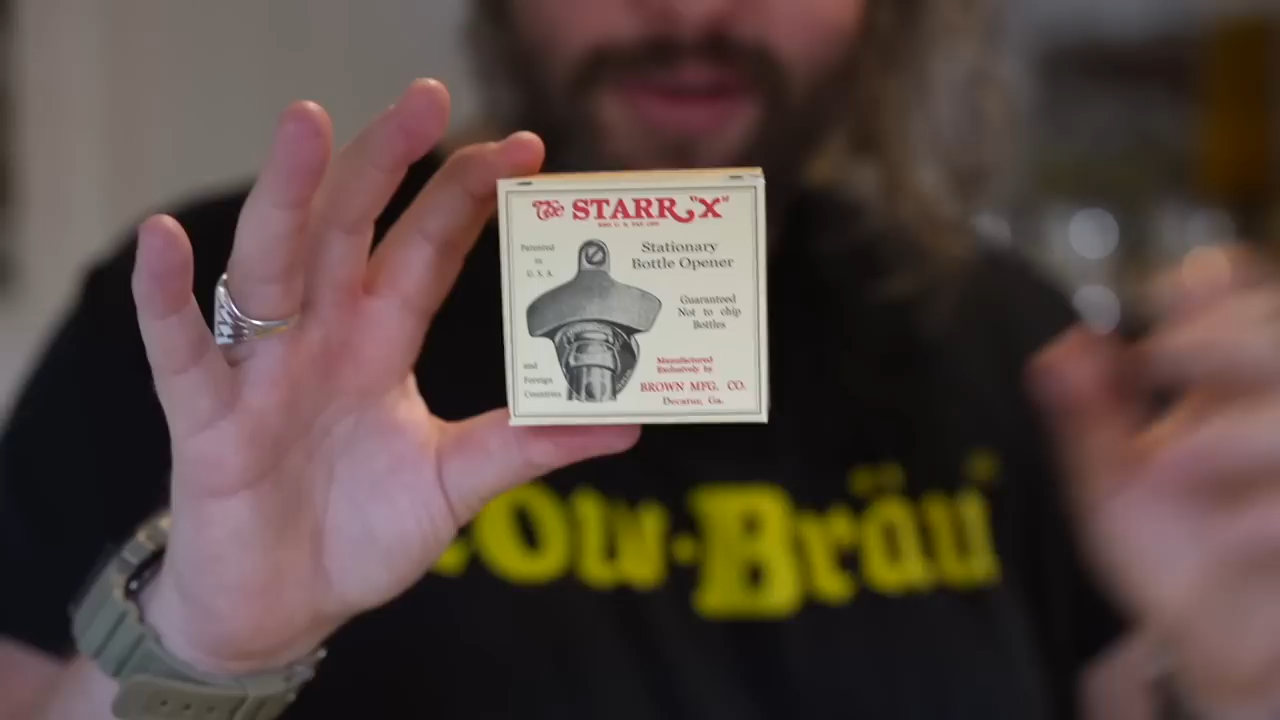 The STARR "X"
Patented
in
U. S. A.
Stationary
Bottle Opener
Guaranteed
Not to chip
Bottles
and
Foreign
Countries
Manufactured
Exclusively by
BROWN MFG. CO.
Decatur, Ga.
ow-Bräu